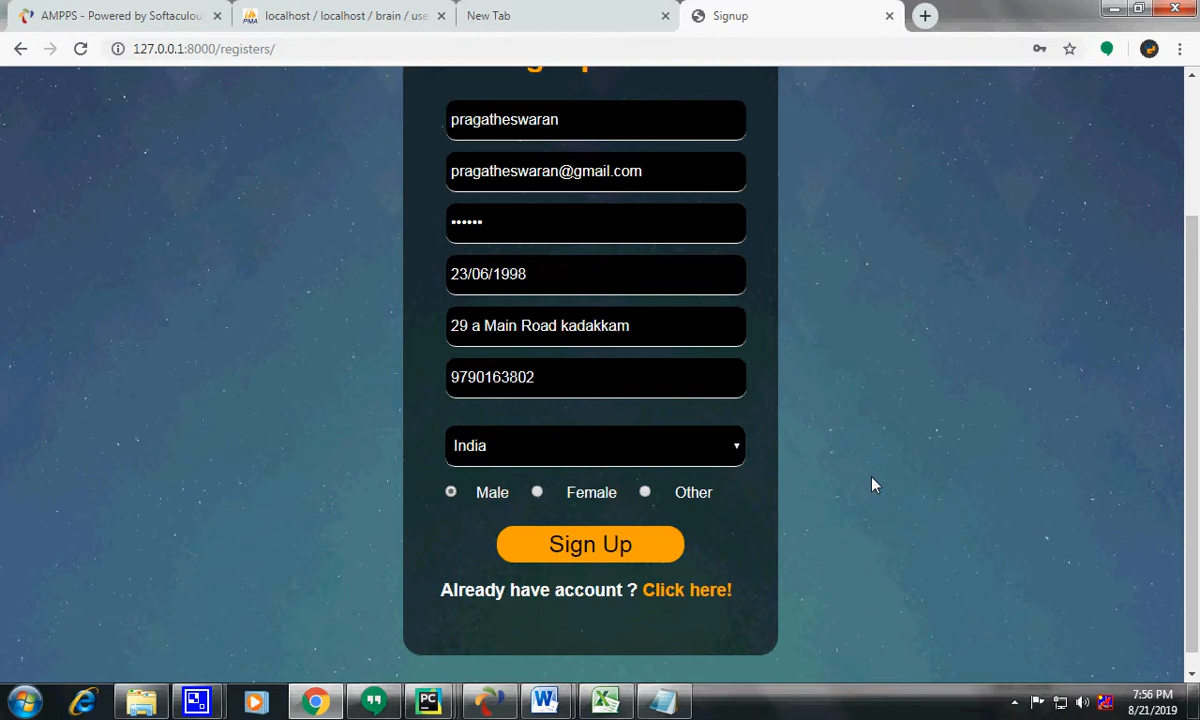 AMPPS - Powered by Softaculou
localhost / localhost / brain / use
New Tab
Signup
127.0.0.1:8000/registers/
pragatheswaran
pragatheswaran@gmail.com
••••••
23/06/1998
29 a Main Road kadakkam
9790163802
India
Male Female Other
Sign Up
Already have account ? Click here!
PMA
PC
7:56 PM
8/21/2019